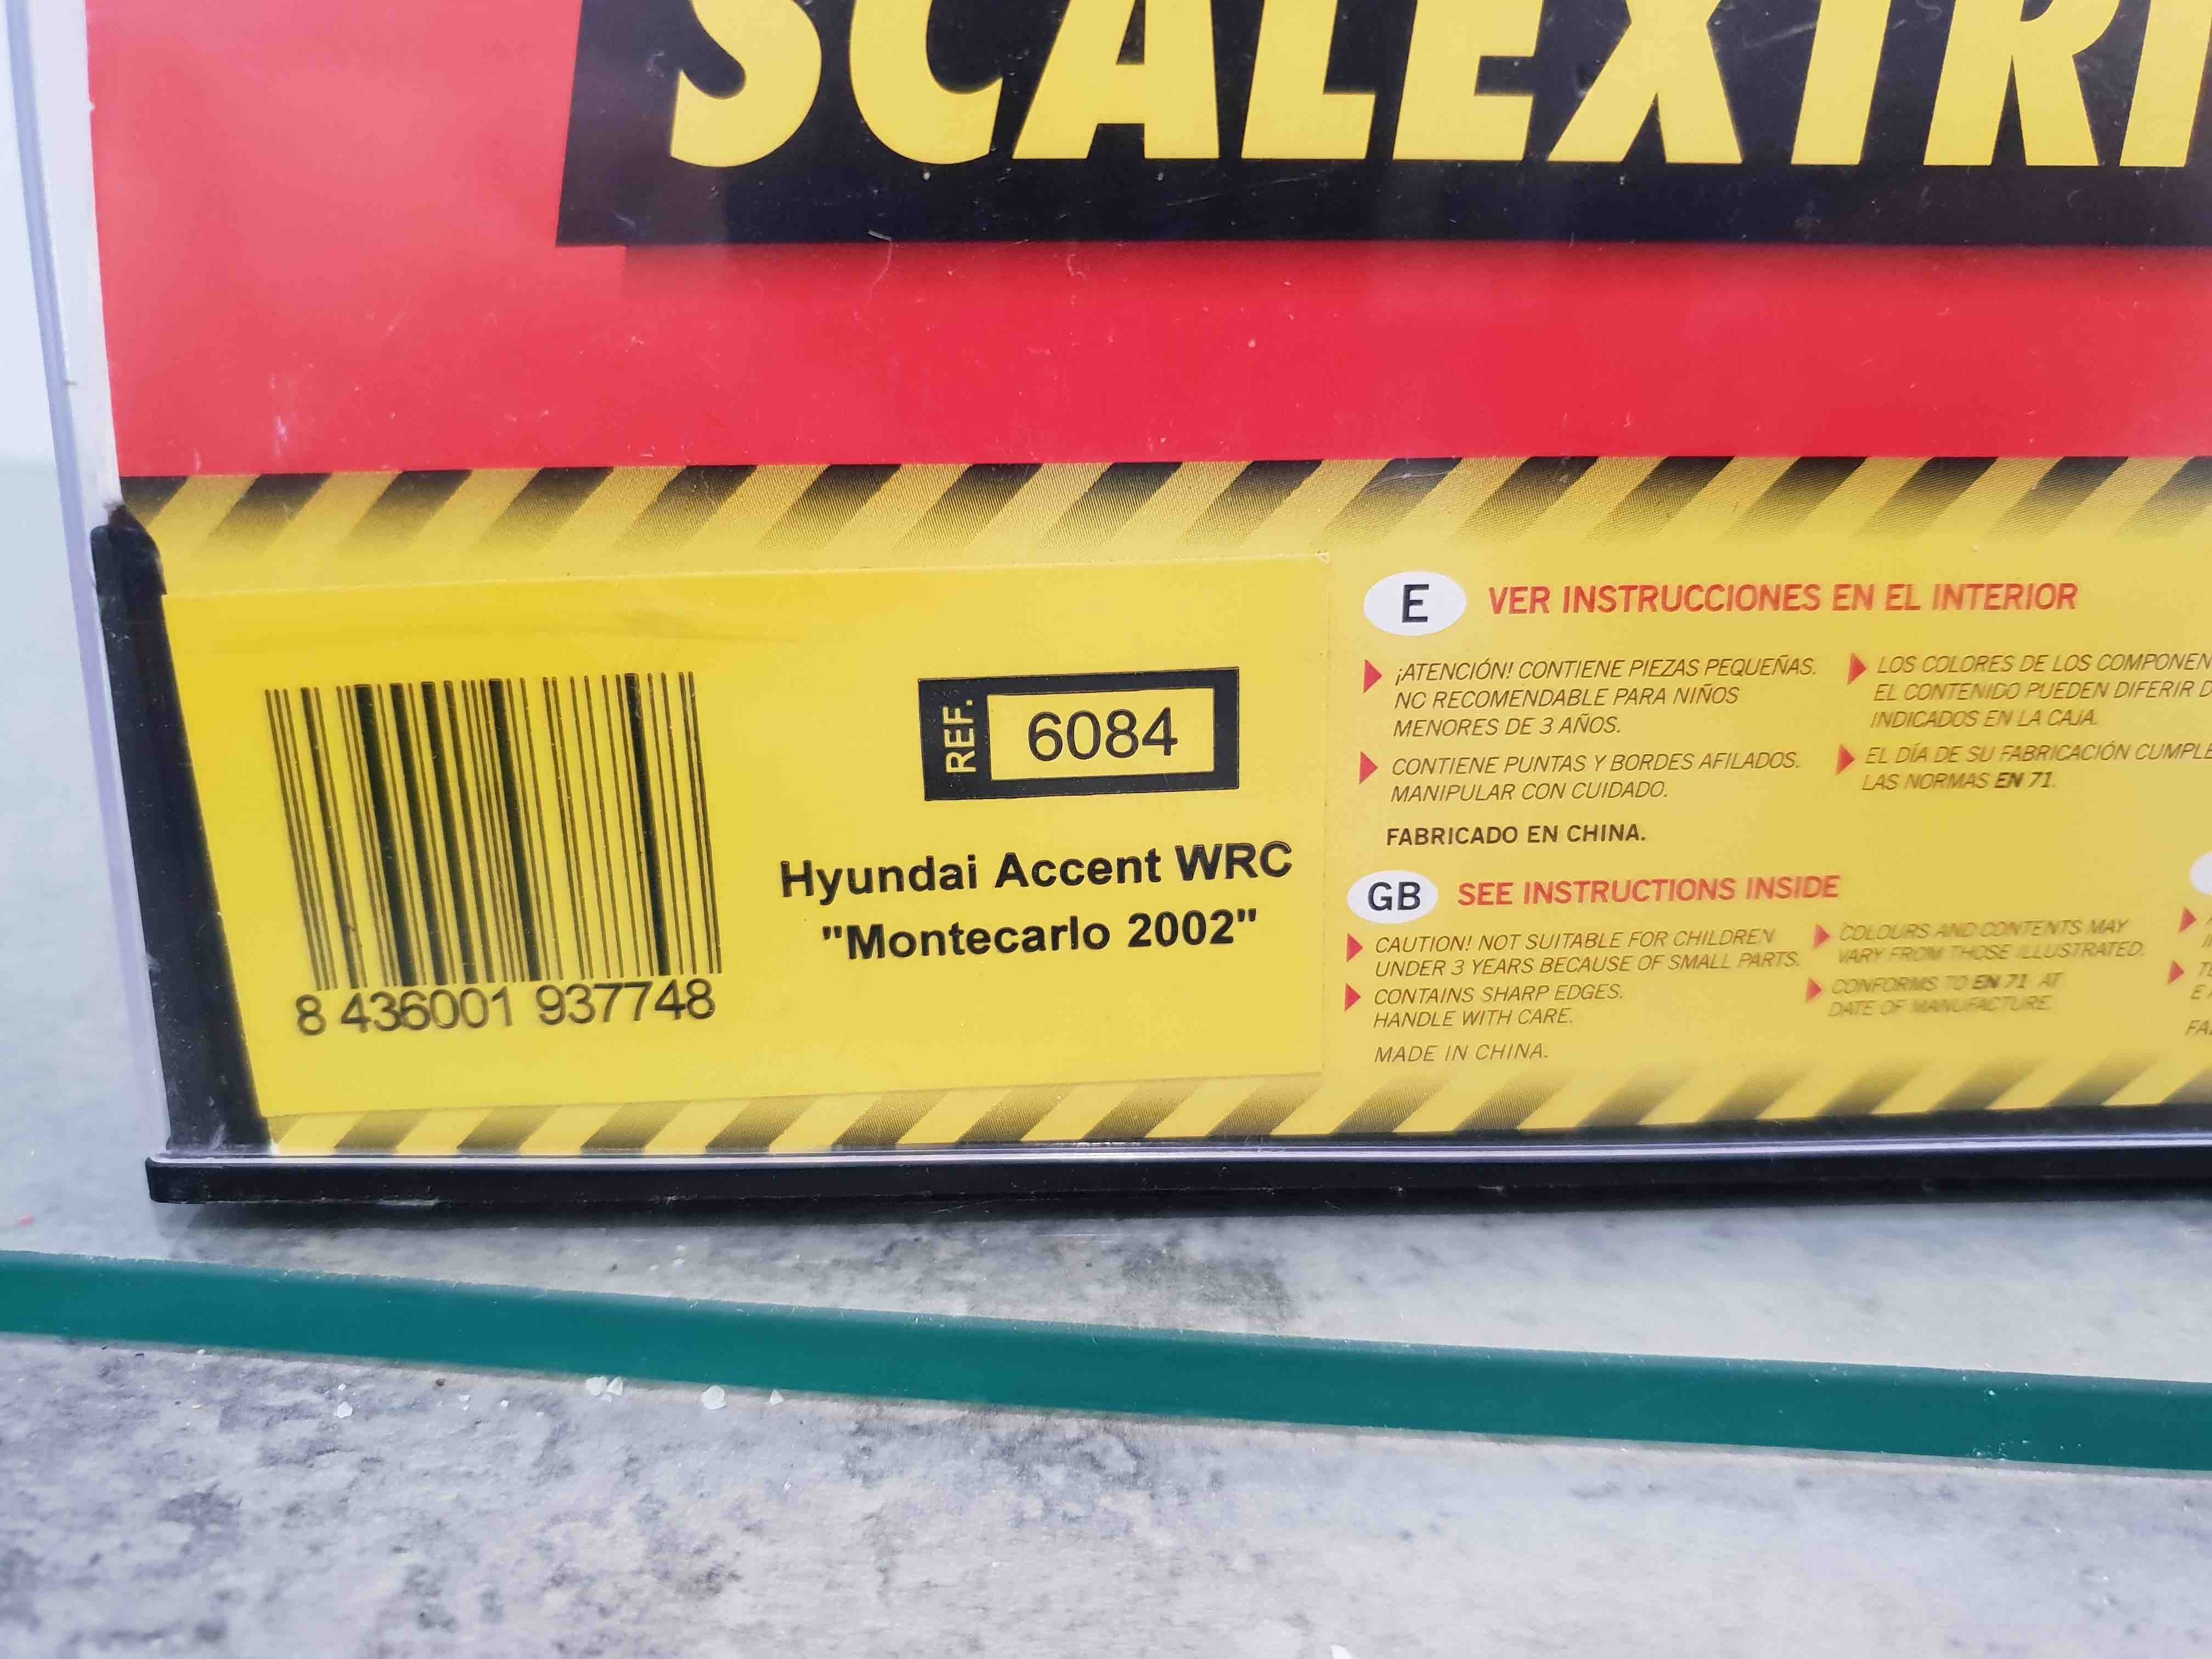 SCALEXTRI
REF. 6084
Hyundai Accent WRC
"Montecarlo 2002"
8 436001 937748
E VER INSTRUCCIONES EN EL INTERIOR
¡ATENCIÓN! CONTIENE PIEZAS PEQUEÑAS.
NO RECOMENDABLE PARA NIÑOS
MENORES DE 3 AÑOS.
CONTIENE PUNTAS Y BORDES AFILADOS.
MANIPULAR CON CUIDADO.
FABRICADO EN CHINA.
LOS COLORES DE LOS COMPONEN
EL CONTENIDO PUEDEN DIFERIR D
INDICADOS EN LA CAJA.
EL DÍA DE SU FABRICACIÓN CUMPLE
LAS NORMAS EN 71.
GB SEE INSTRUCTIONS INSIDE
CAUTION! NOT SUITABLE FOR CHILDREN
UNDER 3 YEARS BECAUSE OF SMALL PARTS.
CONTAINS SHARP EDGES.
HANDLE WITH CARE.
MADE IN CHINA.
COLOURS AND CONTENTS MAY
VARY FROM THOSE ILLUSTRATED.
CONFORMS TO EN 71 AT
DATE OF MANUFACTURE.